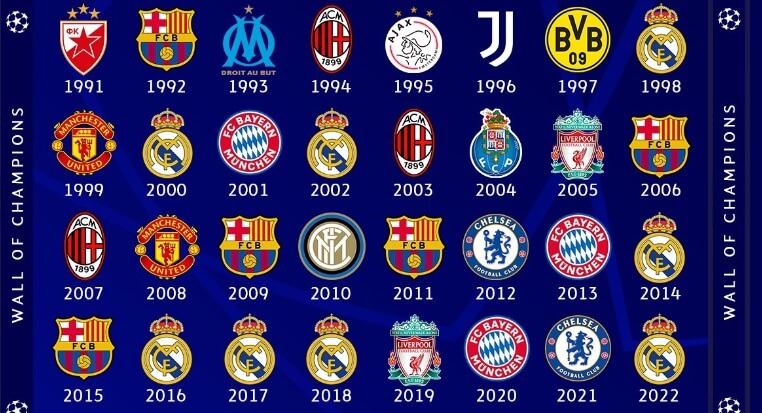 WALL OF CHAMPIONS
ФК
FCB
DROIT AU BUT
ACM
1899
AJAX
BVB
09
1991 1992 1993 1994 1995 1996 1997 1998
MANCHESTER
UNITED
FC BAYERN
MÜNCHEN
ACM
1899
FCP
LIVERPOOL
FOOTBALL CLUB
FCB
1999 2000 2001 2002 2003 2004 2005 2006
ACM
1899
MANCHESTER
UNITED
FCB
FCB
CHELSEA
FOOTBALL CLUB
FC BAYERN
MÜNCHEN
2007 2008 2009 2010 2011 2012 2013 2014
FCB
LIVERPOOL
FOOTBALL CLUB
FC BAYERN
MÜNCHEN
CHELSEA
FOOTBALL CLUB
2015 2016 2017 2018 2019 2020 2021 2022
WALL OF CHAMPIONS